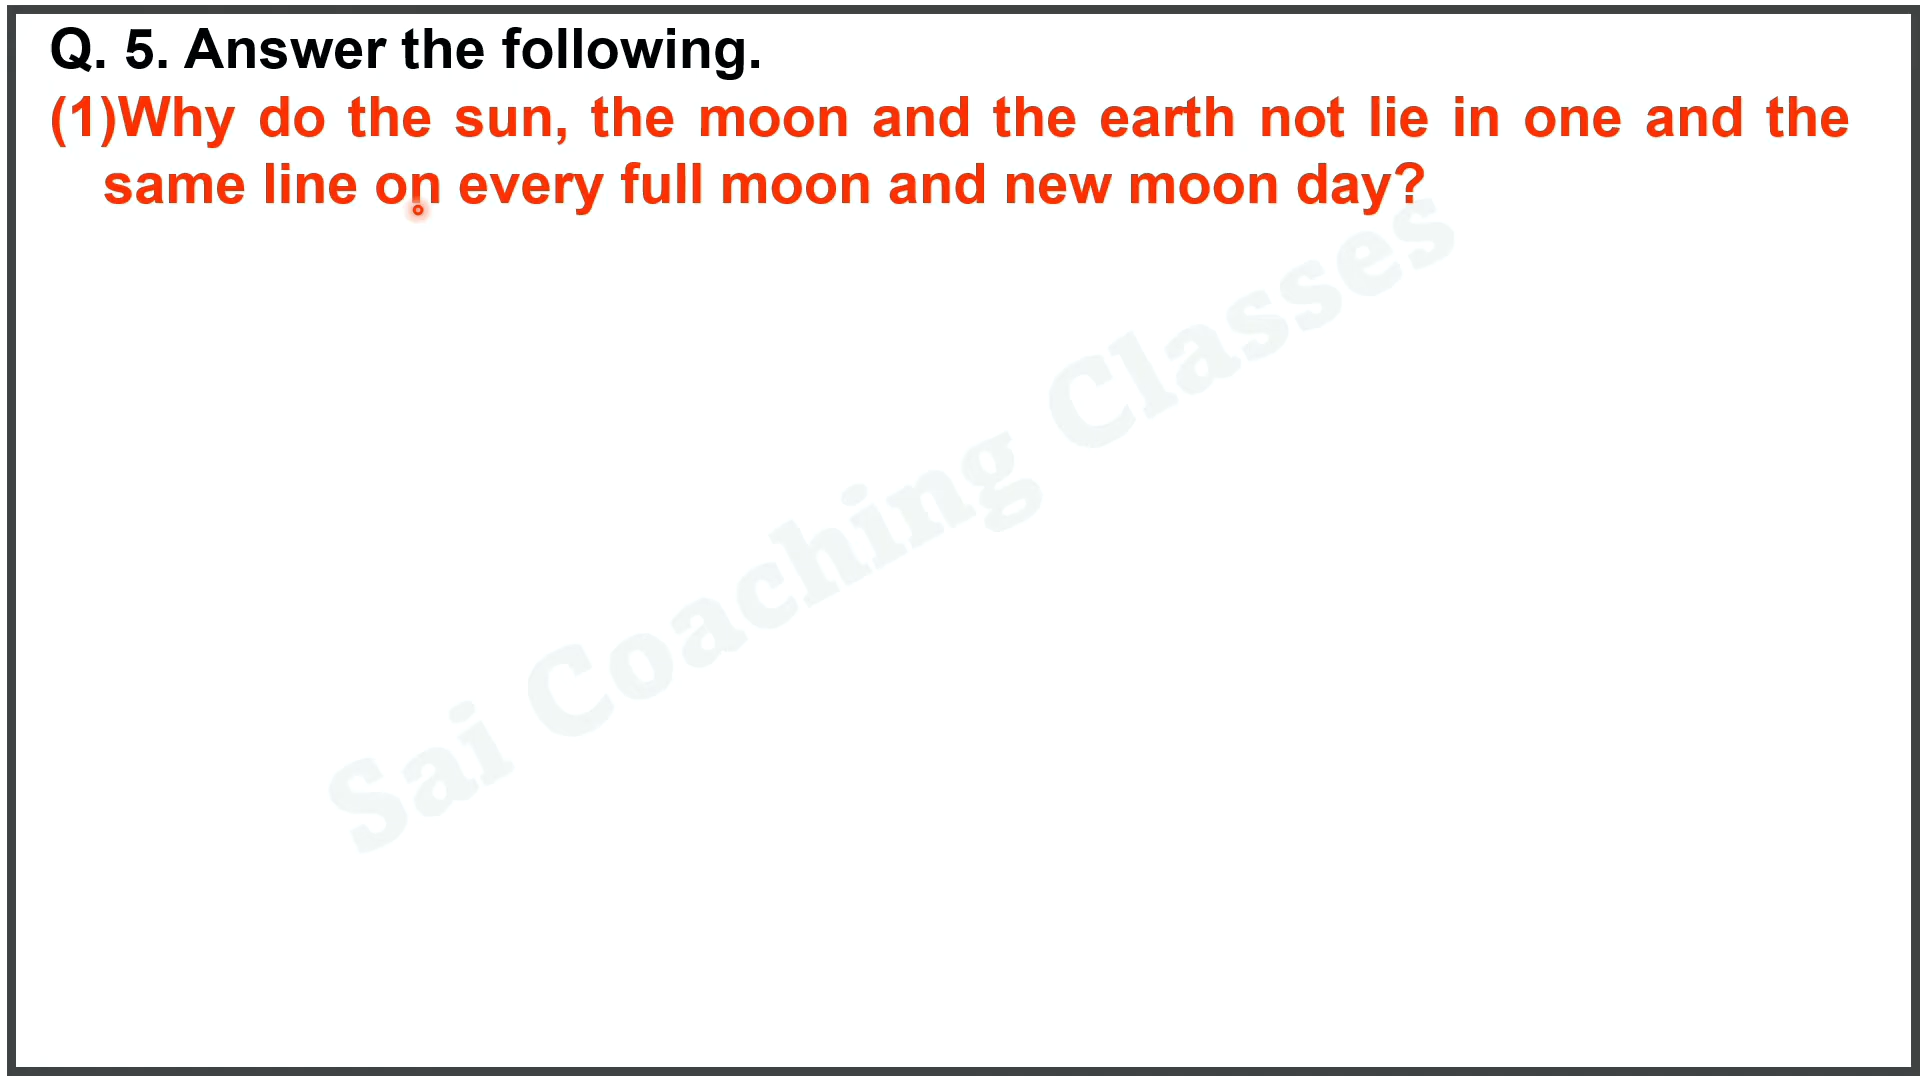 Q. 5. Answer the following.
(1)Why do the sun, the moon and the earth not lie in one and the
same line on every full moon and new moon day?
Sai Coaching Classes